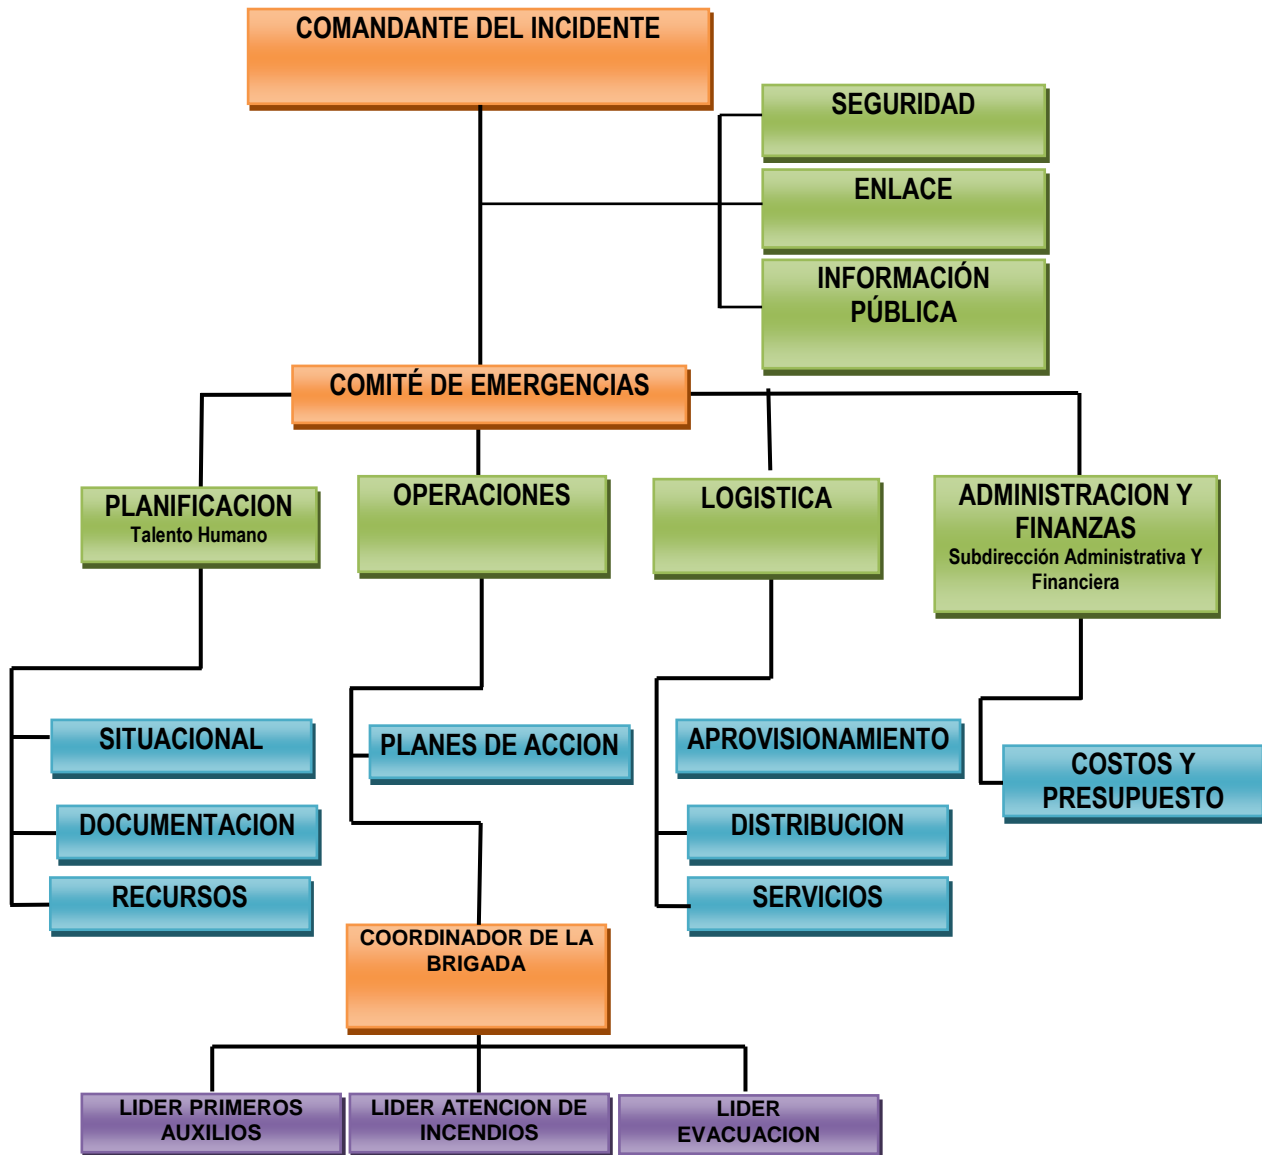 COMANDANTE DEL INCIDENTE
SEGURIDAD
ENLACE
INFORMACIÓN
PÚBLICA
COMITÉ DE EMERGENCIAS
PLANIFICACION
Talento Humano
OPERACIONES
LOGISTICA
ADMINISTRACION Y
FINANZAS
Subdirección Administrativa Y
Financiera
SITUACIONAL
PLANES DE ACCION
APROVISIONAMIENTO
COSTOS Y
PRESUPUESTO
DOCUMENTACION
DISTRIBUCION
RECURSOS
SERVICIOS
COORDINADOR DE LA
BRIGADA
LIDER PRIMEROS
AUXILIOS
LIDER ATENCION DE
INCENDIOS
LIDER
EVACUACION